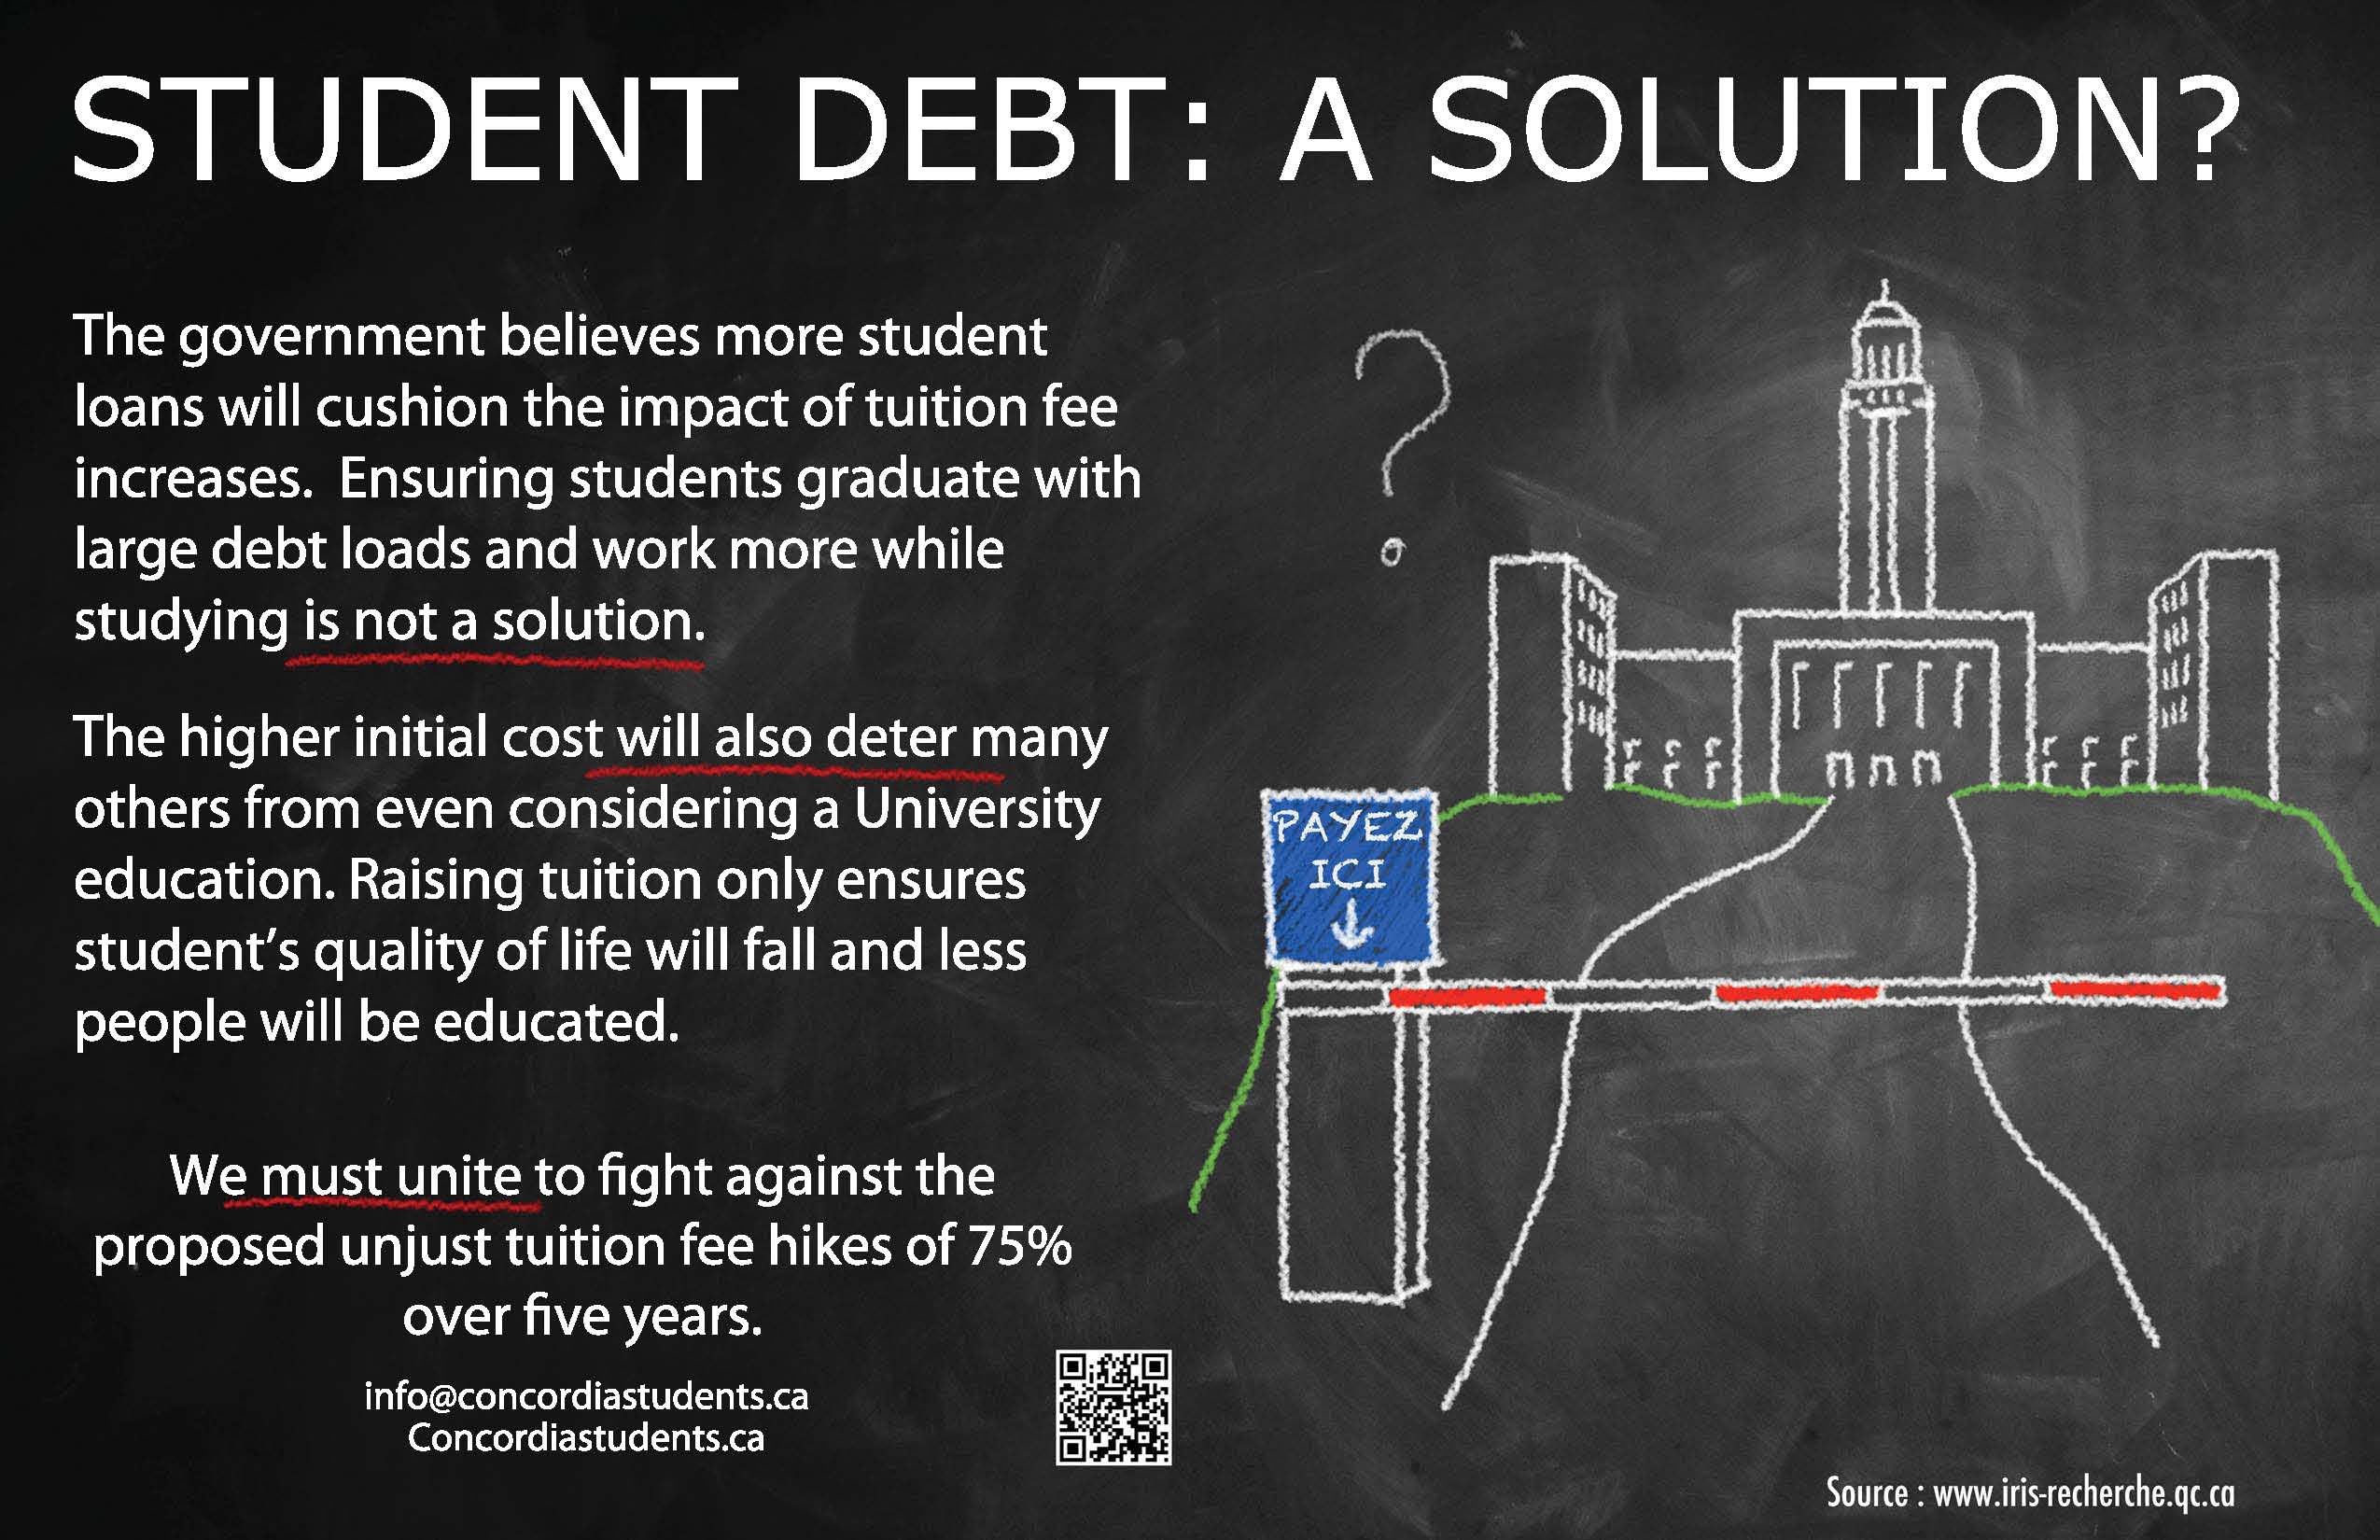 STUDENT DEBT: A SOLUTION?
The government believes more student
loans will cushion the impact of tuition fee
increases.  Ensuring students graduate with
large debt loads and work more while
studying is not a solution.
The higher initial cost will also deter many
others from even considering a University
education. Raising tuition only ensures
student’s quality of life will fall and less
people will be educated.
We must unite to fight against the
proposed unjust tuition fee hikes of 75%
over five years.
info@concordiastudents.ca
Concordiastudents.ca
?
PAYEZ
ICI
Source : www.iris-recherche.qc.ca